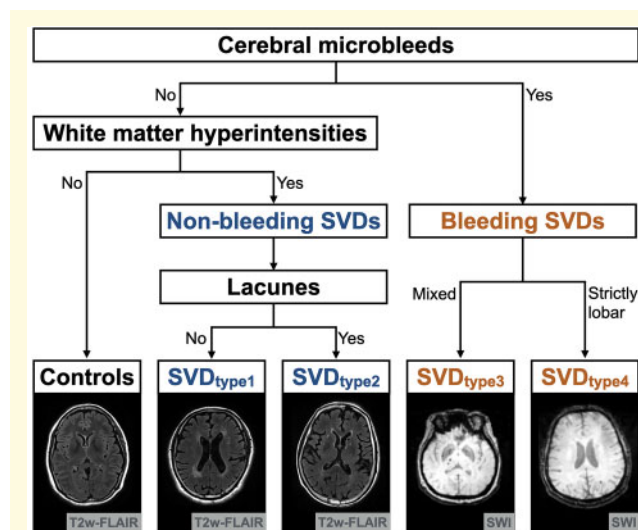 Cerebral microbleeds
No
Yes
White matter hyperintensities
No
Yes
Non-bleeding SVDs
Bleeding SVDs
Lacunes
Mixed
Strictly
lobar
No
Yes
Controls
SVDtype1
SVDtype2
SVDtype3
SVDtype4
T2w-FLAIR
T2w-FLAIR
T2w-FLAIR
SWI
SWI